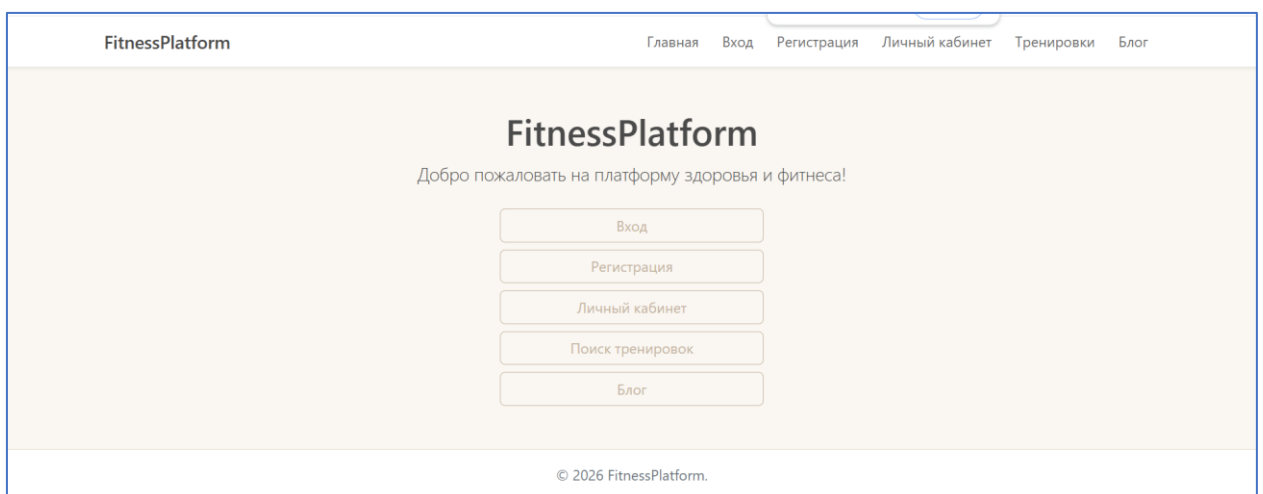 FitnessPlatform Главная Вход Регистрация Личный кабинет Тренировки Блог
FitnessPlatform
Добро пожаловать на платформу здоровья и фитнеса!
Вход
Регистрация
Личный кабинет
Поиск тренировок
Блог
© 2026 FitnessPlatform.